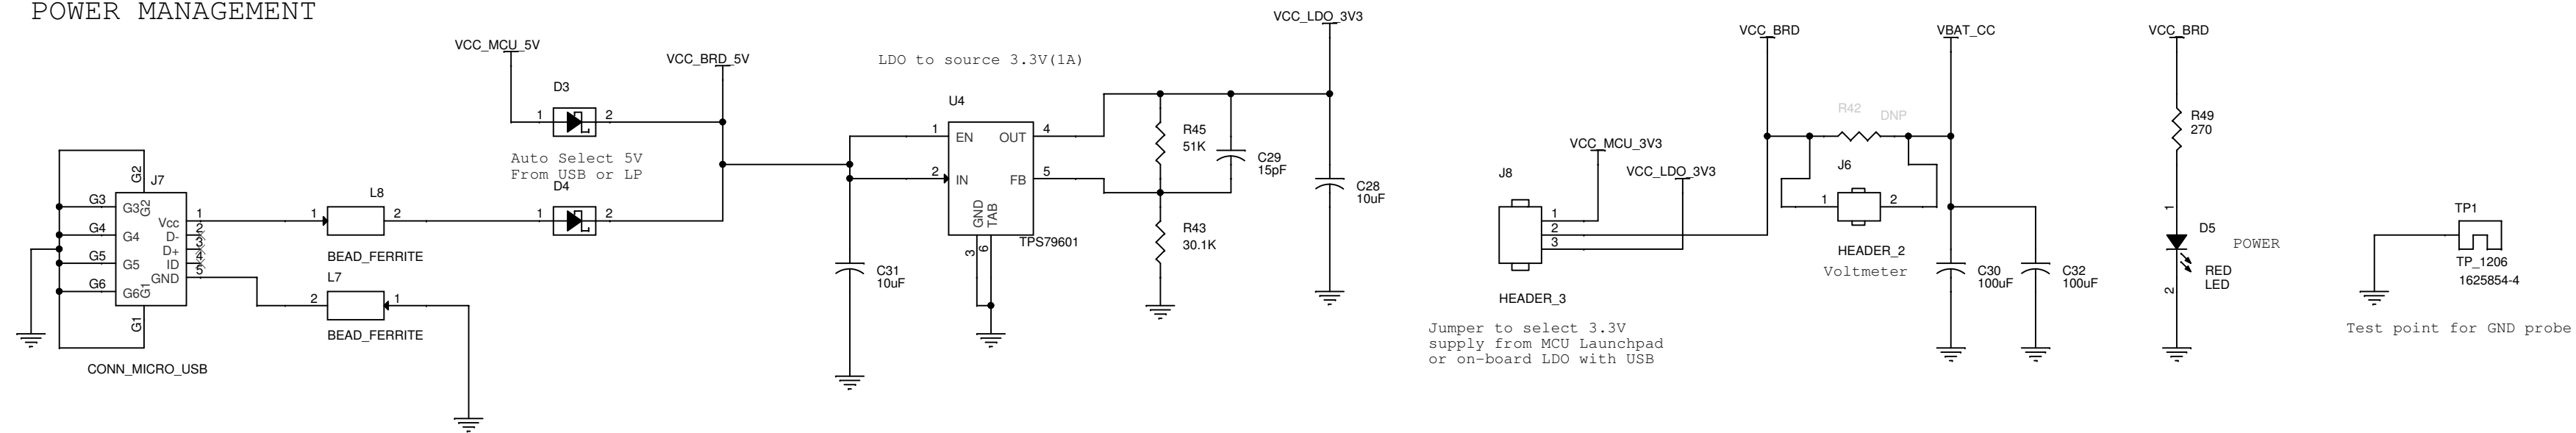 POWER MANAGEMENT
VCC_MCU_5V
D3
1
2
Auto Select 5V
From USB or LP
D4
1
2
VCC_BRD_5V
G2
J7
G3
G4
G5
G6
G3
G4
G5
G6
G2
G1
Vcc
D-
D+
ID
GND
1
2
3
4
5
G1
CONN_MICRO_USB
L8
1
2
BEAD_FERRITE
L7
2
1
BEAD_FERRITE
LDO to source 3.3V(1A)
U4
1
EN
OUT
4
2
IN
FB
5
GND
TAB
3
6
TPS79601
C31
10uF
R45
51K
C29
15pF
R43
30.1K
VCC_LDO_3V3
C28
10uF
J8
VCC_MCU_3V3
VCC_LDO_3V3
1
2
3
HEADER_3
Jumper to select 3.3V
supply from MCU Launchpad
or on-board LDO with USB
VCC_BRD
VBAT_CC
R42
DNP
J6
1
2
HEADER_2
Voltmeter
C30
100uF
C32
100uF
VCC_BRD
R49
270
1
D5
POWER
RED
LED
2
TP1
TP_1206
1625854-4
Test point for GND probe